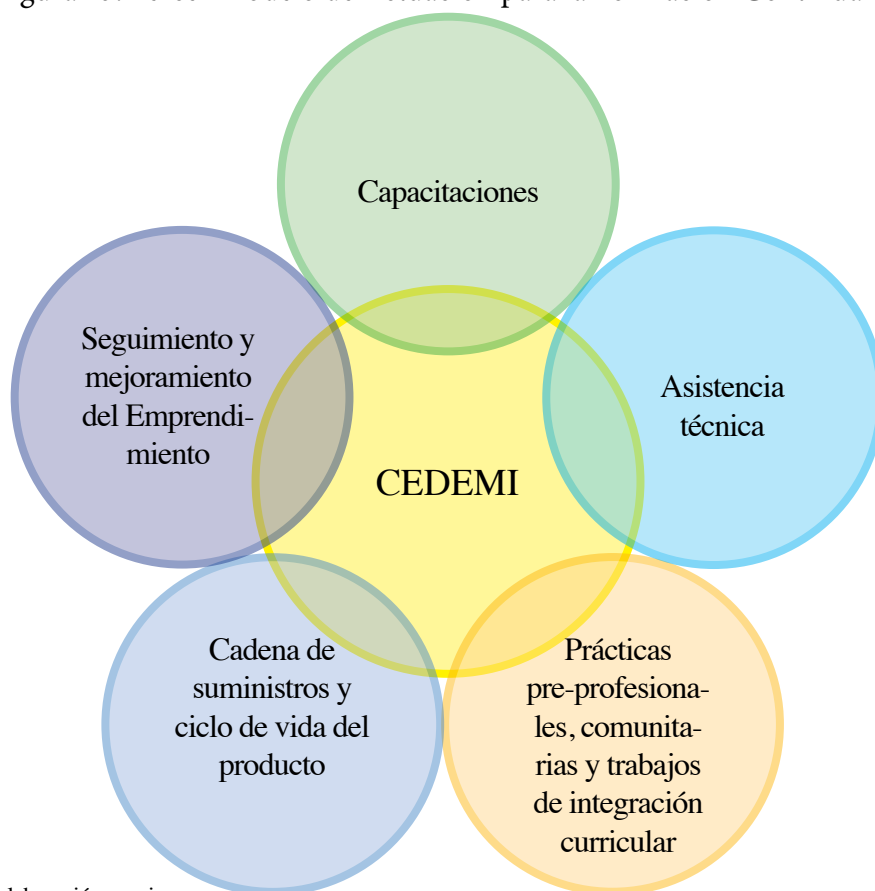 Capacitaciones
Seguimiento y
mejoramiento
del Emprendi-
miento
Asistencia
técnica
CEDEMI
Cadena de
suministros y
ciclo de vida del
producto
Prácticas
pre-profesiona-
les, comunita-
rias y trabajos
de integración
curricular